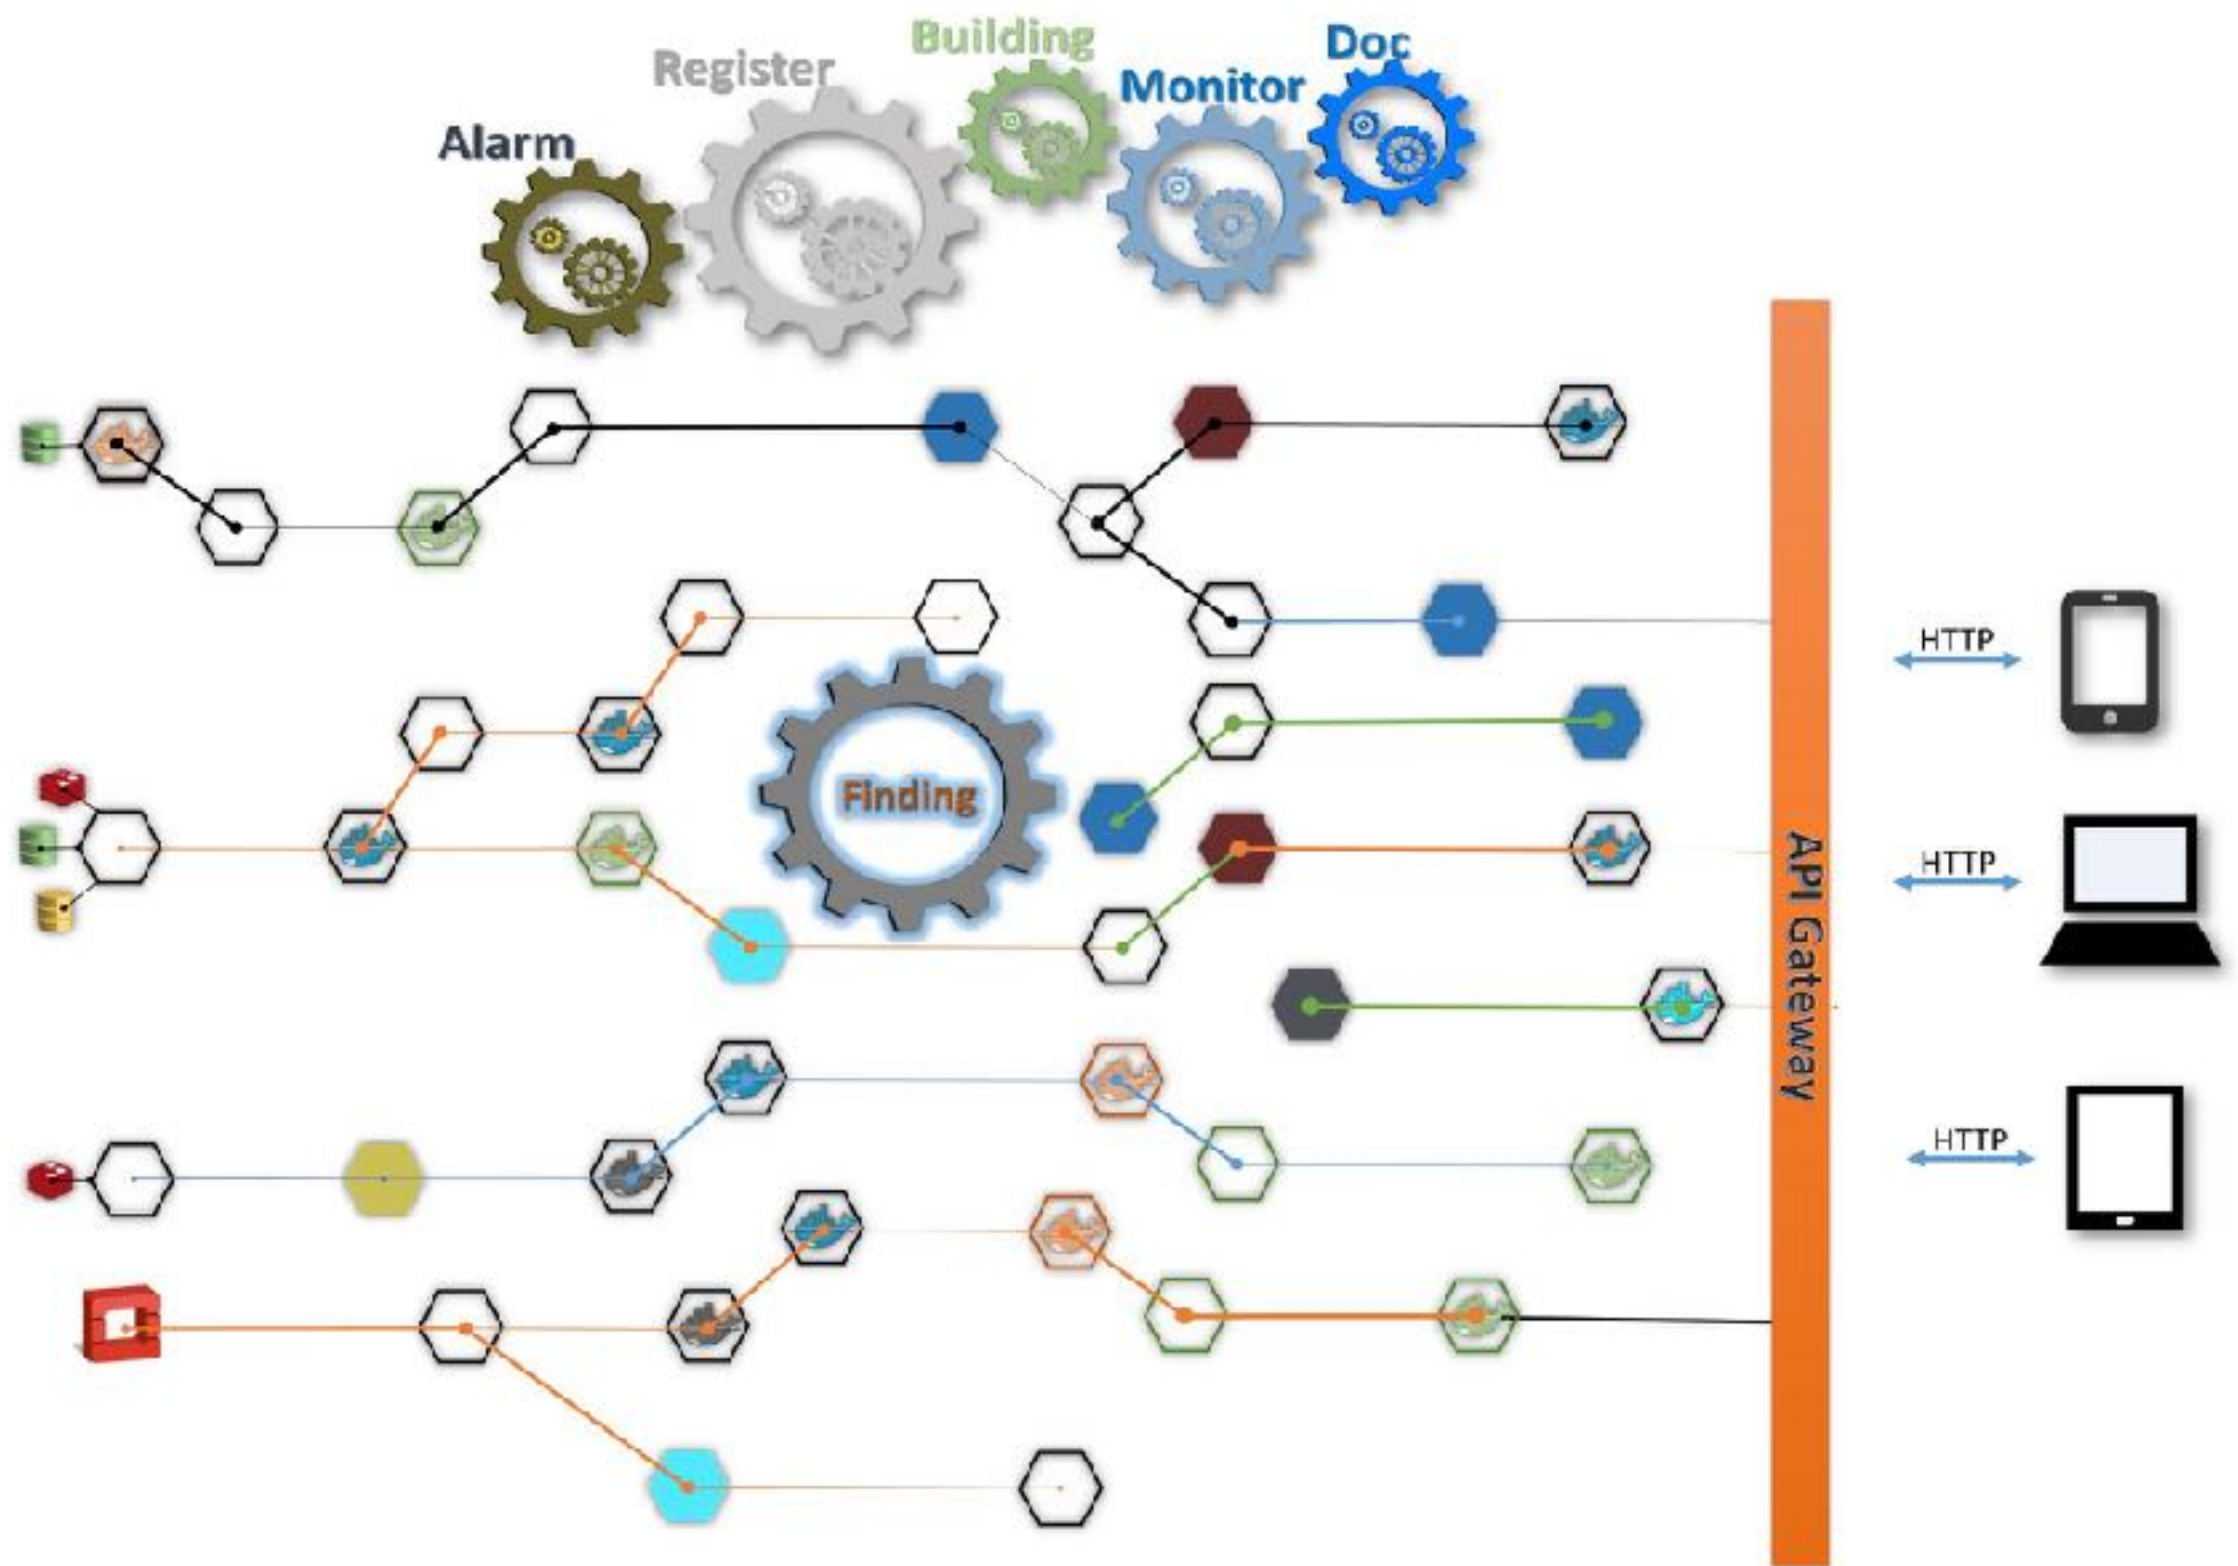 Building
Doc
Register
Monitor
Alarm
Finding
API Gateway
HTTP
HTTP
HTTP